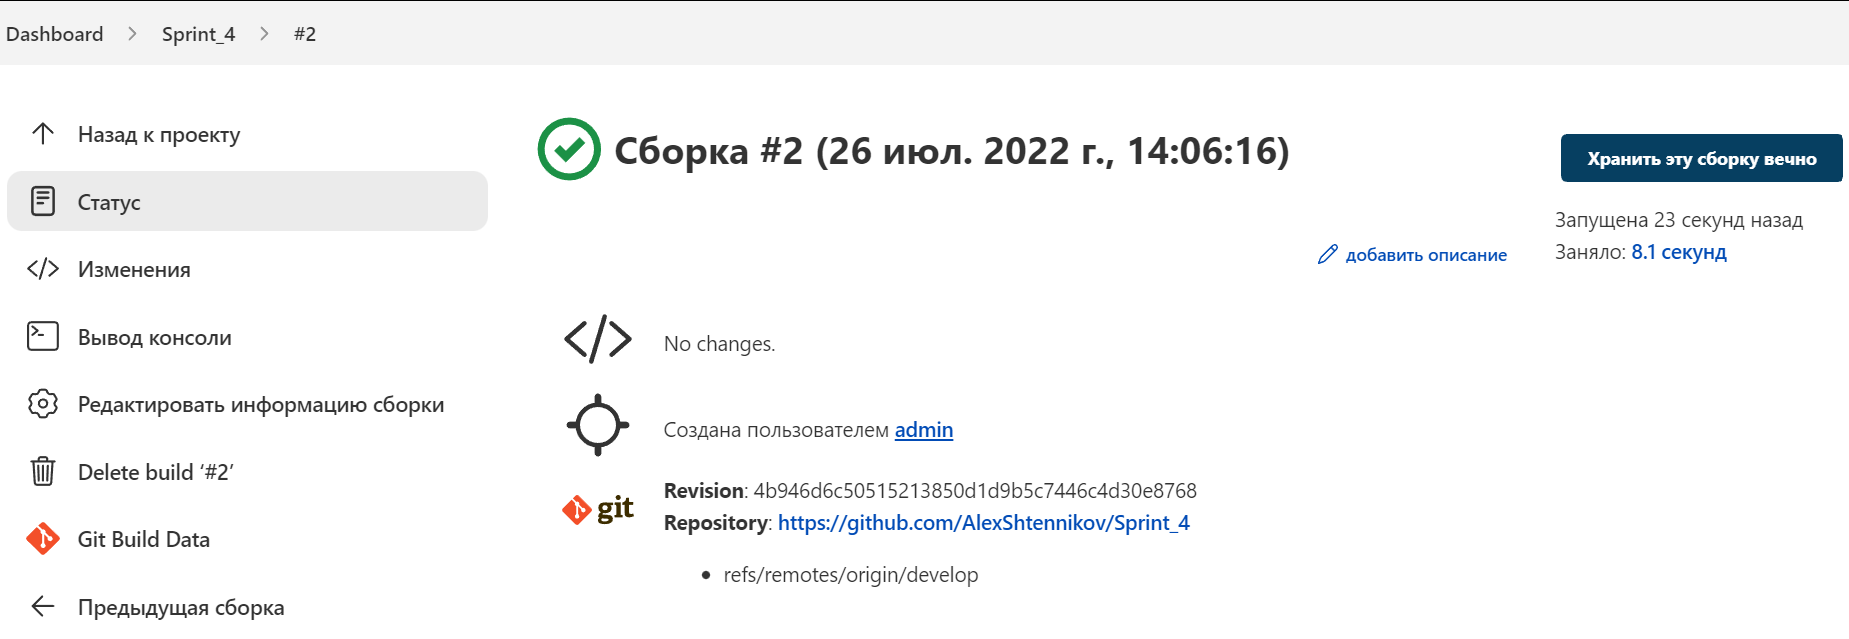 Dashboard > Sprint_4 > #2
Назад к проекту
Статус
Изменения
Вывод консоли
Редактировать информацию сборки
Delete build ‘#2’
Git Build Data
Предыдущая сборка
Сборка #2 (26 июл. 2022 г., 14:06:16)
Хранить эту сборку вечно
Запущена 23 секунд назад
Заняло: 8.1 секунд
добавить описание
No changes.
Создана пользователем admin
git
Revision: 4b946d6c50515213850d1d9b5c7446c4d30e8768
Repository: https://github.com/AlexShtennikov/Sprint_4
• refs/remotes/origin/develop